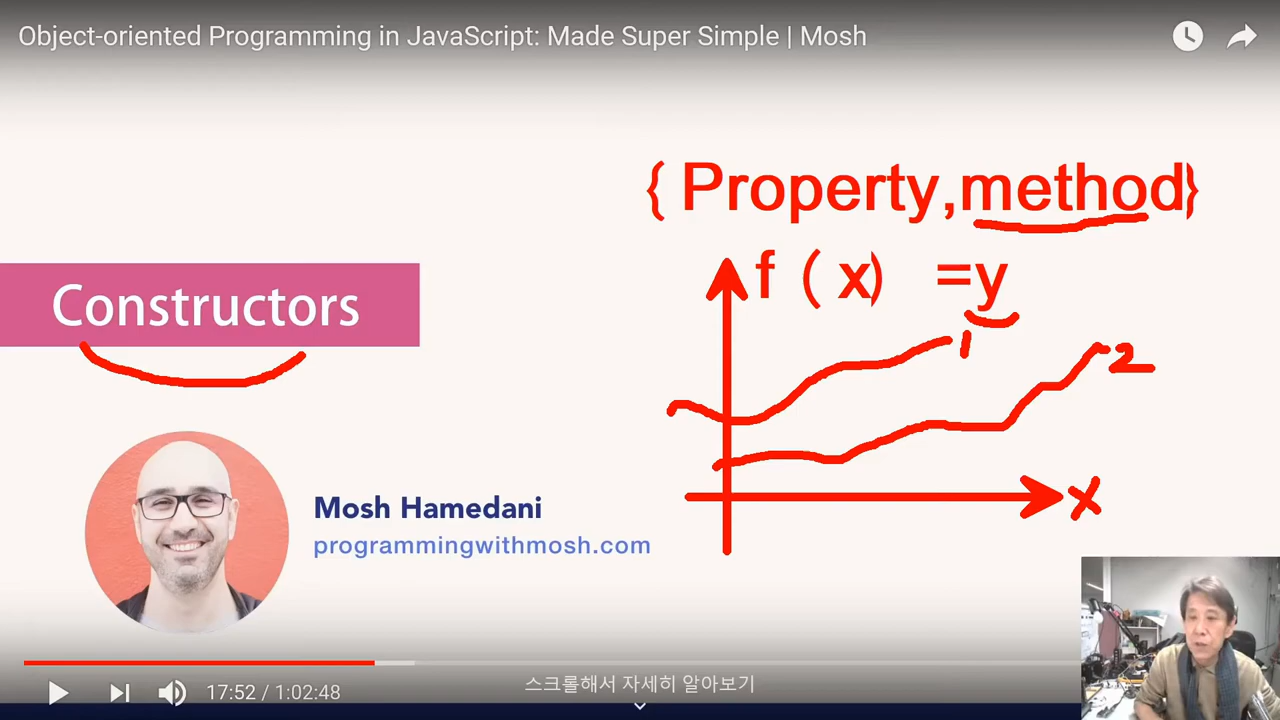 Object-oriented Programming in JavaScript: Made Super Simple | Mosh
{ Property,method}
f ( x ) =y
Constructors
1
2
x
Mosh Hamedani
programmingwithmosh.com
17:52 / 1:02:48
스크롤해서 자세히 알아보기